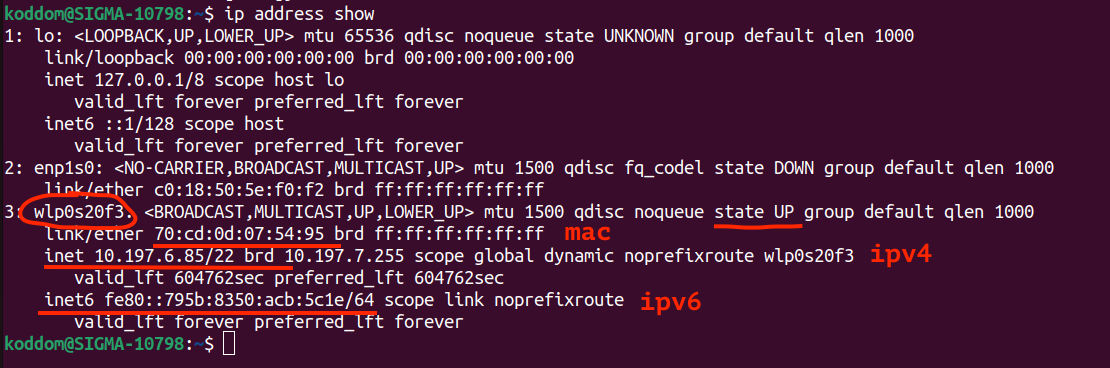 koddom@SIGMA-10798:~$ ip address show
1: lo: <LOOPBACK,UP,LOWER_UP> mtu 65536 qdisc noqueue state UNKNOWN group default qlen 1000
link/loopback 00:00:00:00:00:00 brd 00:00:00:00:00:00
inet 127.0.0.1/8 scope host lo
valid_lft forever preferred_lft forever
inet6 ::1/128 scope host
valid_lft forever preferred_lft forever
2: enp1s0: <NO-CARRIER,BROADCAST,MULTICAST,UP> mtu 1500 qdisc fq_codel state DOWN group default qlen 1000
link/ether c0:18:50:5e:f0:f2 brd ff:ff:ff:ff:ff:ff
3: wlp0s20f3: <BROADCAST,MULTICAST,UP,LOWER_UP> mtu 1500 qdisc noqueue state UP group default qlen 1000
link/ether 70:cd:0d:07:54:95 brd ff:ff:ff:ff:ff:ff mac
inet 10.197.6.85/22 brd 10.197.7.255 scope global dynamic noprefixroute wlp0s20f3 ipv4
valid_lft 604762sec preferred_lft 604762sec
inet6 fe80::795b:8350:acb:5c1e/64 scope link noprefixroute ipv6
valid_lft forever preferred_lft forever
koddom@SIGMA-10798:~$